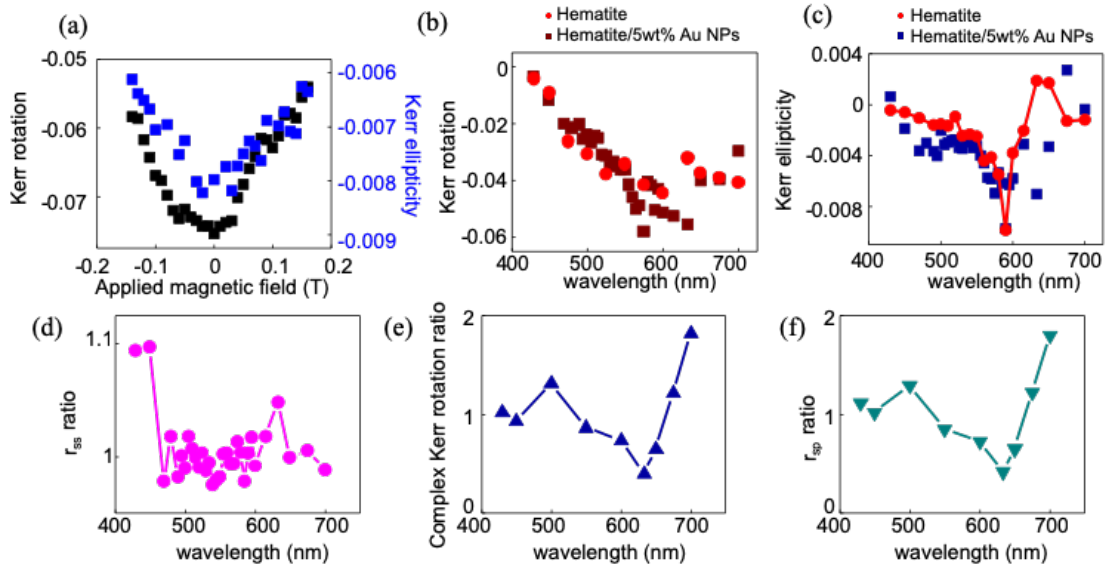 (a)
-0.05
-0.06
-0.07
Kerr rotation
-0.006
-0.007
-0.008
-0.009
Kerr ellipticity
-0.2 -0.1 0 0.1 0.2
Applied magnetic field (T)
(b)
Hematite
Hematite/5wt% Au NPs
0
-0.02
-0.04
-0.06
Kerr rotation
400 500 600 700
wavelength (nm)
(c)
Hematite
Hematite/5wt% Au NPs
0.004
0
-0.004
-0.008
Kerr ellipticity
400 500 600 700
wavelength (nm)
(d)
1.1
1
rss ratio
400 500 600 700
wavelength (nm)
(e)
2
1
0
Complex Kerr rotation ratio
400 500 600 700
wavelength (nm)
(f)
2
1
0
rsp ratio
400 500 600 700
wavelength (nm)